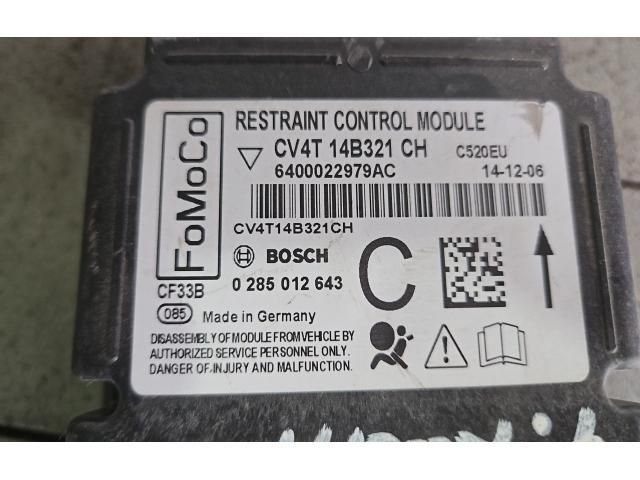 FoMoCo
RESTRAINT CONTROL MODULE
CV4T 14B321 CH C520EU
6400022979AC 14-12-06
CV4T14B321CH
BOSCH
C
CF33B
0 285 012 643
085 Made in Germany
DISASSEMBLY OF MODULE FROM VEHICLE BY
AUTHORIZED SERVICE PERSONNEL ONLY.
DANGER OF INJURY AND MALFUNCTION.